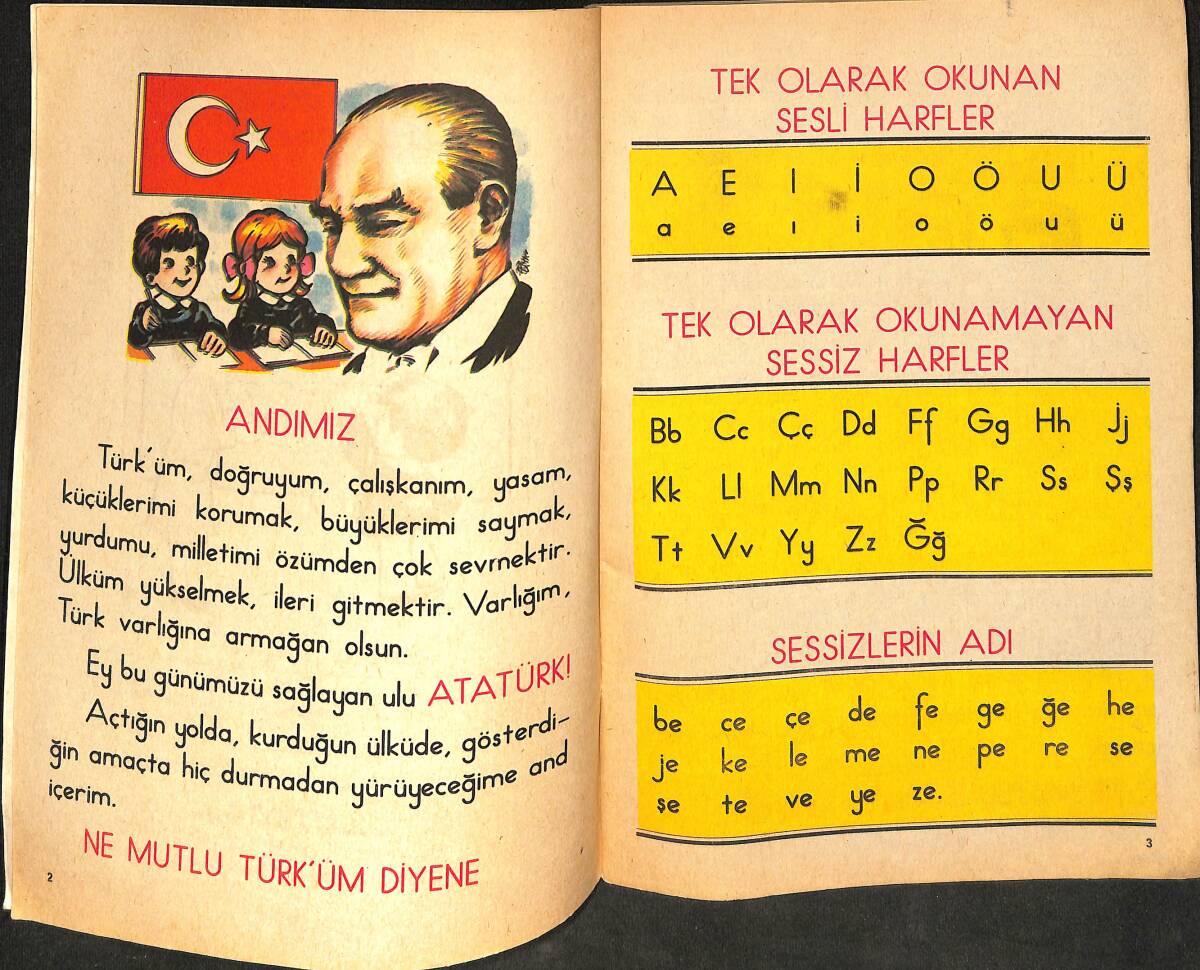 ANDIMIZ
Türk'üm, doğruyum, çalışkanım, yasam,
küçüklerimi korumak, büyüklerimi saymak,
yurdumu, milletimi özümden çok sevrnektir.
Ülküm yükselmek, ileri gitmektir. Varlığım,
Türk varlığına armağan olsun.
Ey bu günümüzü sağlayan ulu ATATÜRK!
Açtığın yolda, kurduğun ülküde, gösterdi-
ğin amaçta hiç durmadan yürüyeceğime and
içerim.
NE MUTLU TÜRK'ÜM DİYENE
2
TEK OLARAK OKUNAN
SESLİ HARFLER
A E I İ O Ö U Ü
a e ı i o ö u ü
TEK OLARAK OKUNAMAYAN
SESSİZ HARFLER
Bb Cc Çç Dd Ff Gg Hh Jj
Kk Ll Mm Nn Pp Rr Ss Şş
Tt Vv Yy Zz Ğğ
SESSİZLERİN ADI
be ce çe de fe ge ğe he
je ke le me ne pe re se
şe te ve ye ze.
3